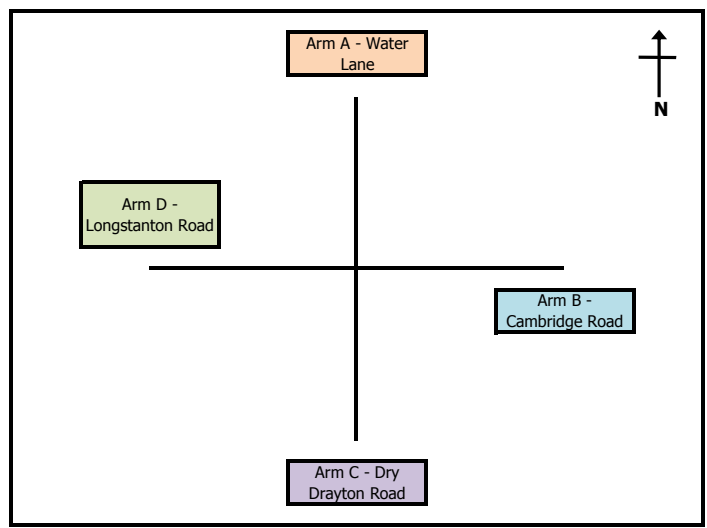 Arm A - Water
Lane
N
Arm D -
Longstanton Road
Arm B -
Cambridge Road
Arm C - Dry
Drayton Road